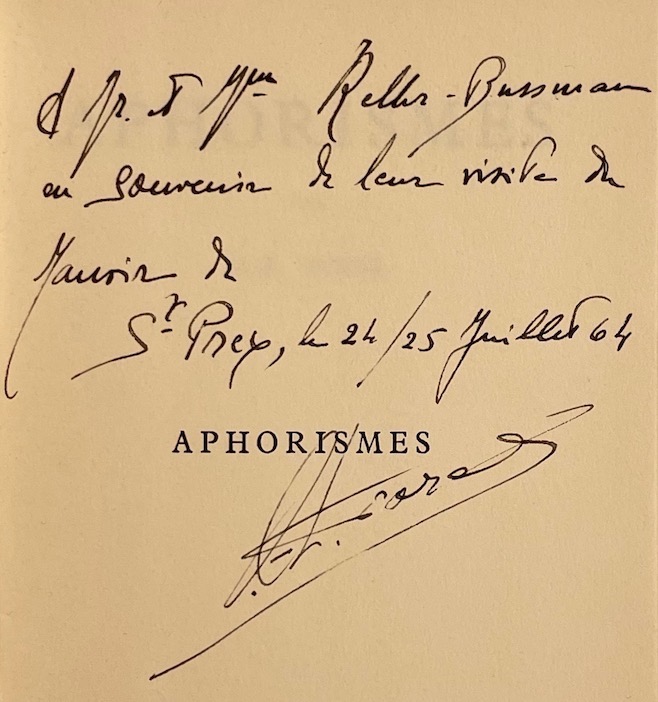 A Mr. et Mme Keller-Bussmann
en souvenir de leur visite du
Manoir de
St Prex, le 24/25 Juillet 64
APHORISMES